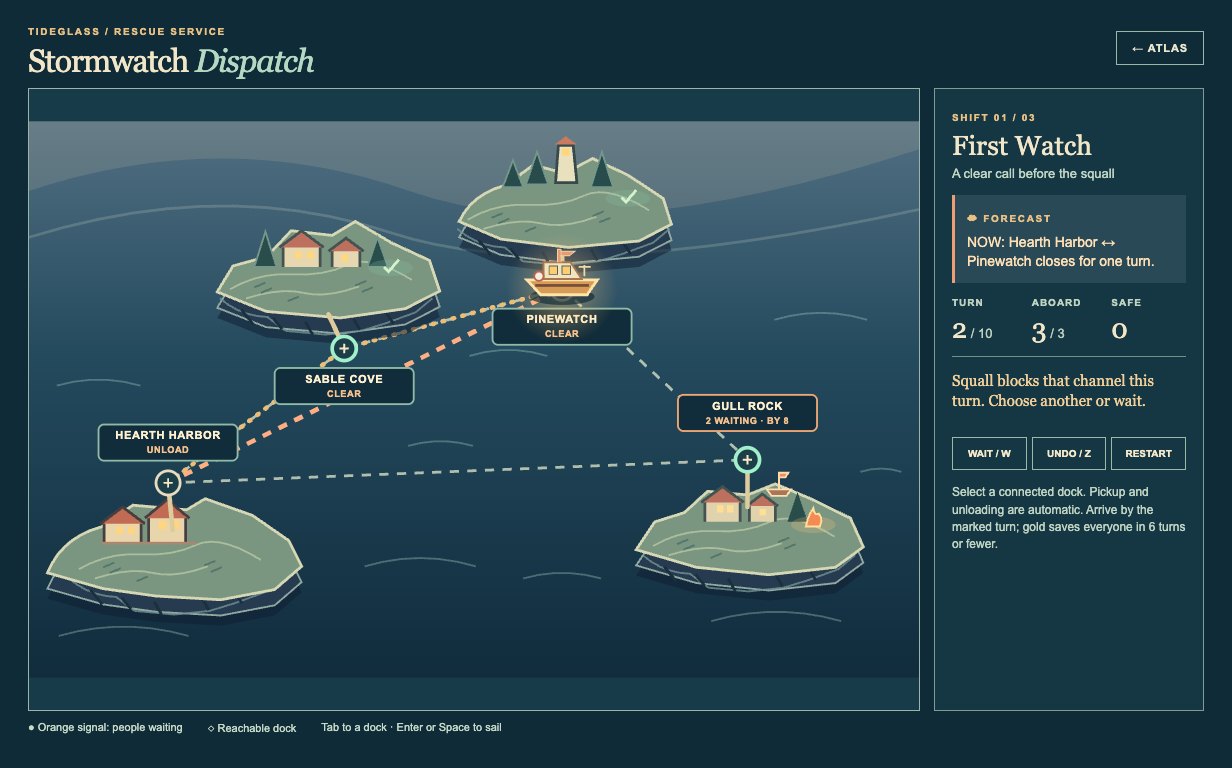 TIDEGLASS / RESCUE SERVICE
Stormwatch Dispatch
← ATLAS
PINEWATCH
CLEAR
SABLE COVE
CLEAR
GULL ROCK
2 WAITING · BY 8
HEARTH HARBOR
UNLOAD
SHIFT 01 / 03
First Watch
A clear call before the squall
FORECAST
NOW: Hearth Harbor ↔
Pinewatch closes for one turn.
TURN ABOARD SAFE
2 / 10 3 / 3 0
Squall blocks that channel this
turn. Choose another or wait.
WAIT / W UNDO / Z RESTART
Select a connected dock. Pickup and
unloading are automatic. Arrive by the
marked turn; gold saves everyone in 6 turns
or fewer.
● Orange signal: people waiting ◇ Reachable dock Tab to a dock · Enter or Space to sail